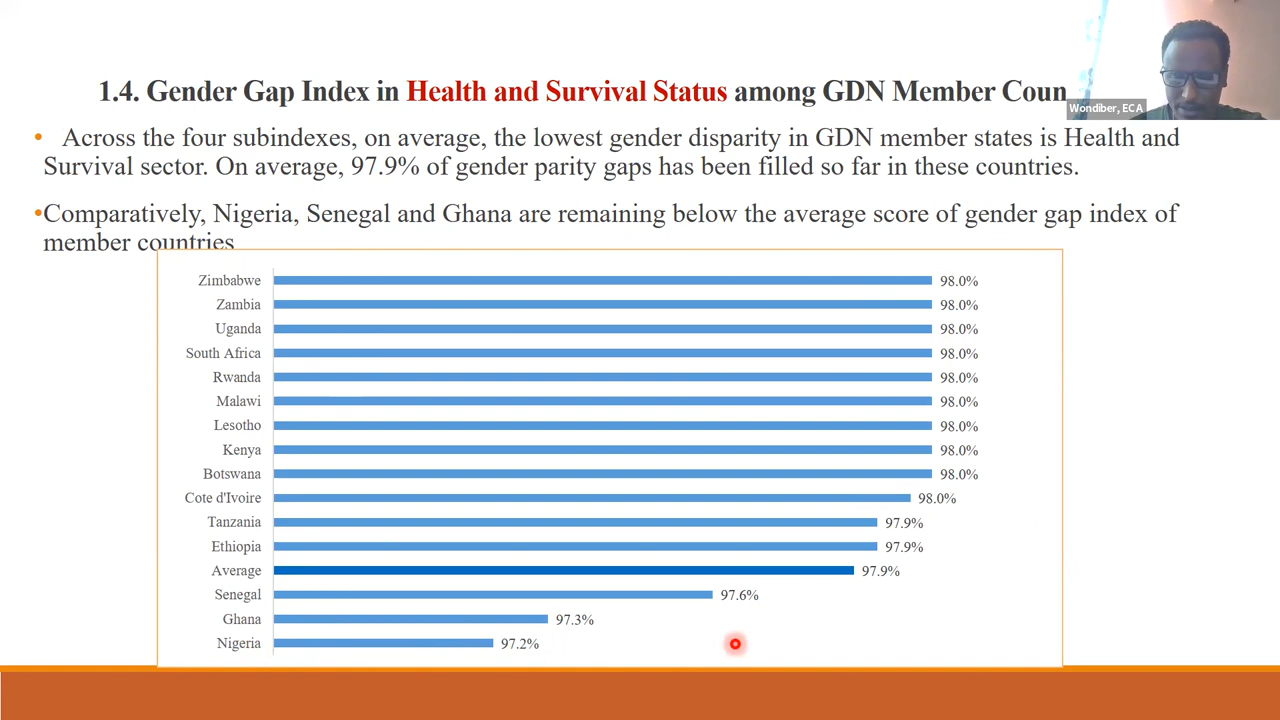 1.4. Gender Gap Index in Health and Survival Status among GDN Member Coun
Wondiber, ECA
• Across the four subindexes, on average, the lowest gender disparity in GDN member states is Health and
Survival sector. On average, 97.9% of gender parity gaps has been filled so far in these countries.
•Comparatively, Nigeria, Senegal and Ghana are remaining below the average score of gender gap index of
member countries
Zimbabwe 98.0%
Zambia 98.0%
Uganda 98.0%
South Africa 98.0%
Rwanda 98.0%
Malawi 98.0%
Lesotho 98.0%
Kenya 98.0%
Botswana 98.0%
Cote d'Ivoire 98.0%
Tanzania 97.9%
Ethiopia 97.9%
Average 97.9%
Senegal 97.6%
Ghana 97.3%
Nigeria 97.2%